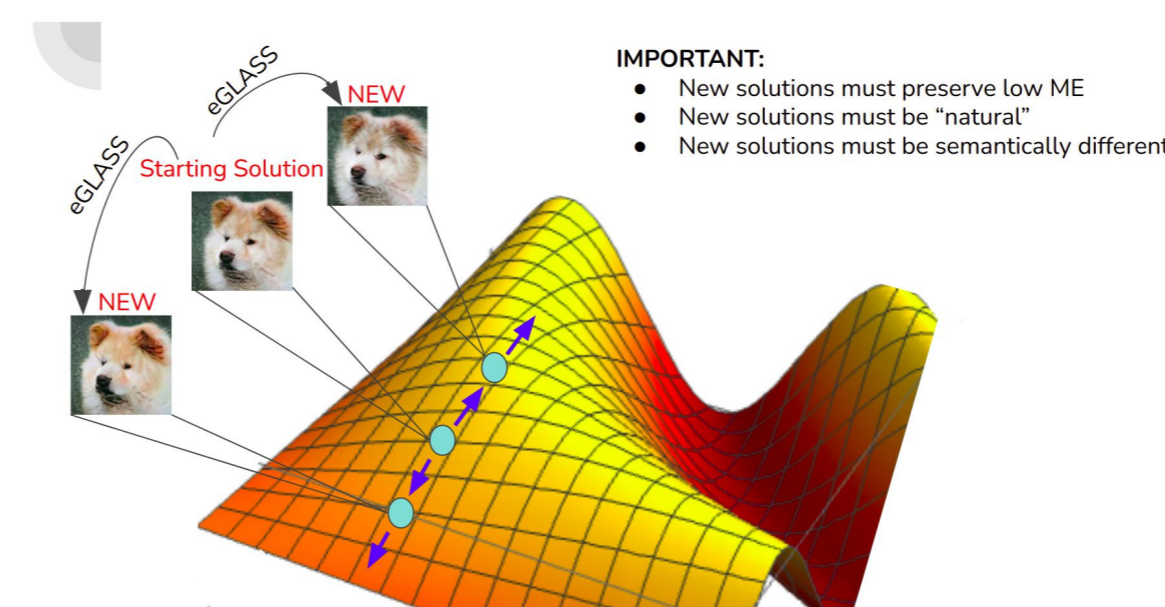 IMPORTANT:
● New solutions must preserve low ME
● New solutions must be “natural”
● New solutions must be semantically different
eGLASS
NEW
eGLASS
Starting Solution
NEW